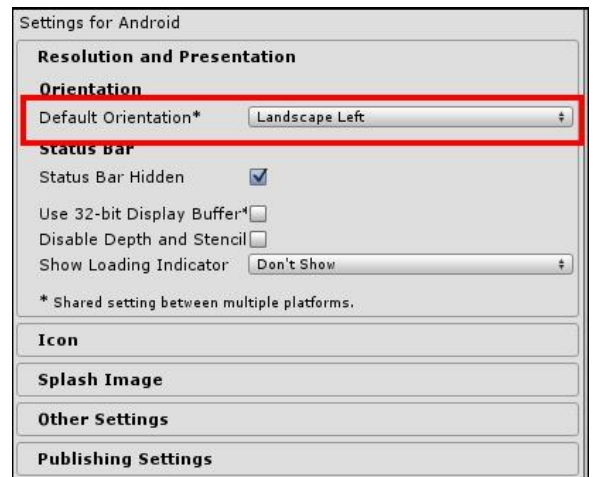 Settings for Android
Resolution and Presentation
Orientation
Default Orientation* Landscape Left
Status Bar
Status Bar Hidden
Use 32-bit Display Buffer*
Disable Depth and Stencil
Show Loading Indicator Don't Show
* Shared setting between multiple platforms.
Icon
Splash Image
Other Settings
Publishing Settings